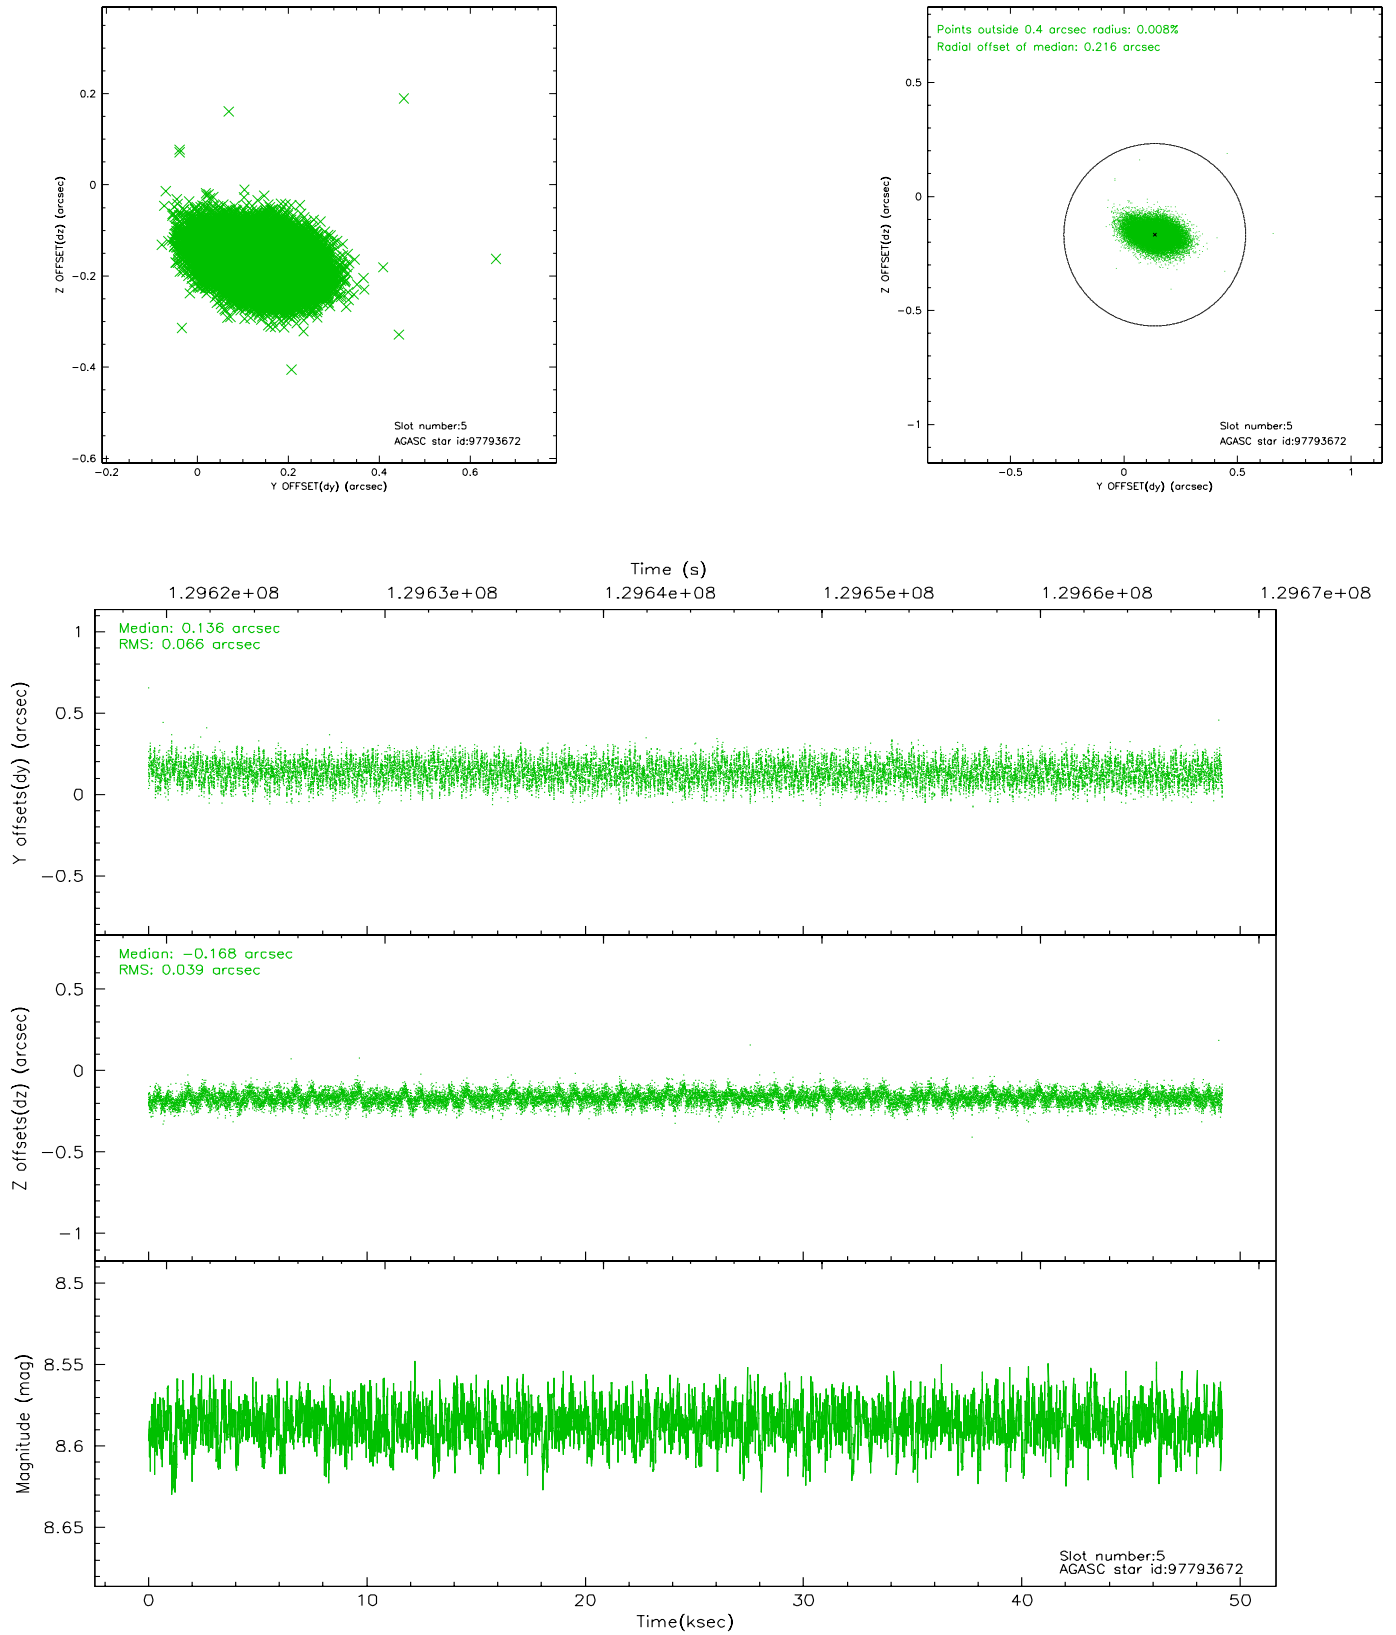 0.2
0
−0.2
−0.4
−0.6
Z OFFSET(dz) (arcsec)
−0.2 0 0.2 0.4 0.6
Y OFFSET(dy) (arcsec)
Slot number:5
AGASC star id:97793672
Points outside 0.4 arcsec radius: 0.008%
Radial offset of median: 0.216 arcsec
0.5
0
−0.5
−1
Z OFFSET(dz) (arcsec)
−0.5 0 0.5 1
Y OFFSET(dy) (arcsec)
Slot number:5
AGASC star id:97793672
Time (s)
1.2962e+08 1.2963e+08 1.2964e+08 1.2965e+08 1.2966e+08 1.2967e+08
Median: 0.136 arcsec
RMS: 0.066 arcsec
1
0.5
0
−0.5
Y offsets(dy) (arcsec)
Median: −0.168 arcsec
RMS: 0.039 arcsec
0.5
0
−0.5
−1
Z offsets(dz) (arcsec)
8.5
8.55
8.6
8.65
Magnitude (mag)
Slot number:5
AGASC star id:97793672
0 10 20 30 40 50
Time(ksec)